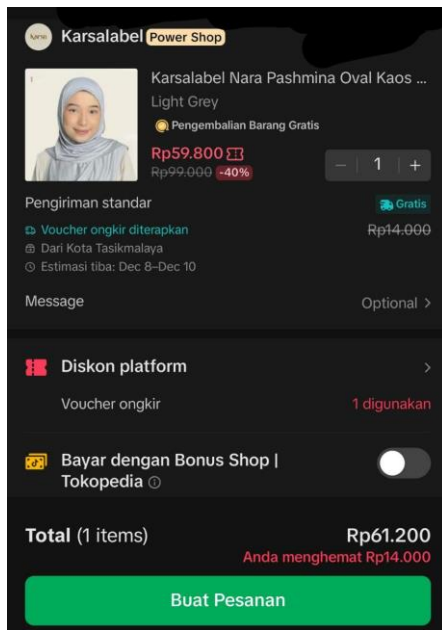 Karsalabel Power Shop
Karsalabel Nara Pashmina Oval Kaos ...
Light Grey
Pengembalian Barang Gratis
Rp59.800
Rp99.000 -40%
− 1 +
Pengiriman standar
Gratis
Voucher ongkir diterapkan
Rp14.000
Dari Kota Tasikmalaya
Estimasi tiba: Dec 8–Dec 10
Message
Optional >
Diskon platform >
Voucher ongkir
1 digunakan
Bayar dengan Bonus Shop |
Tokopedia
Total (1 items)
Rp61.200
Anda menghemat Rp14.000
Buat Pesanan